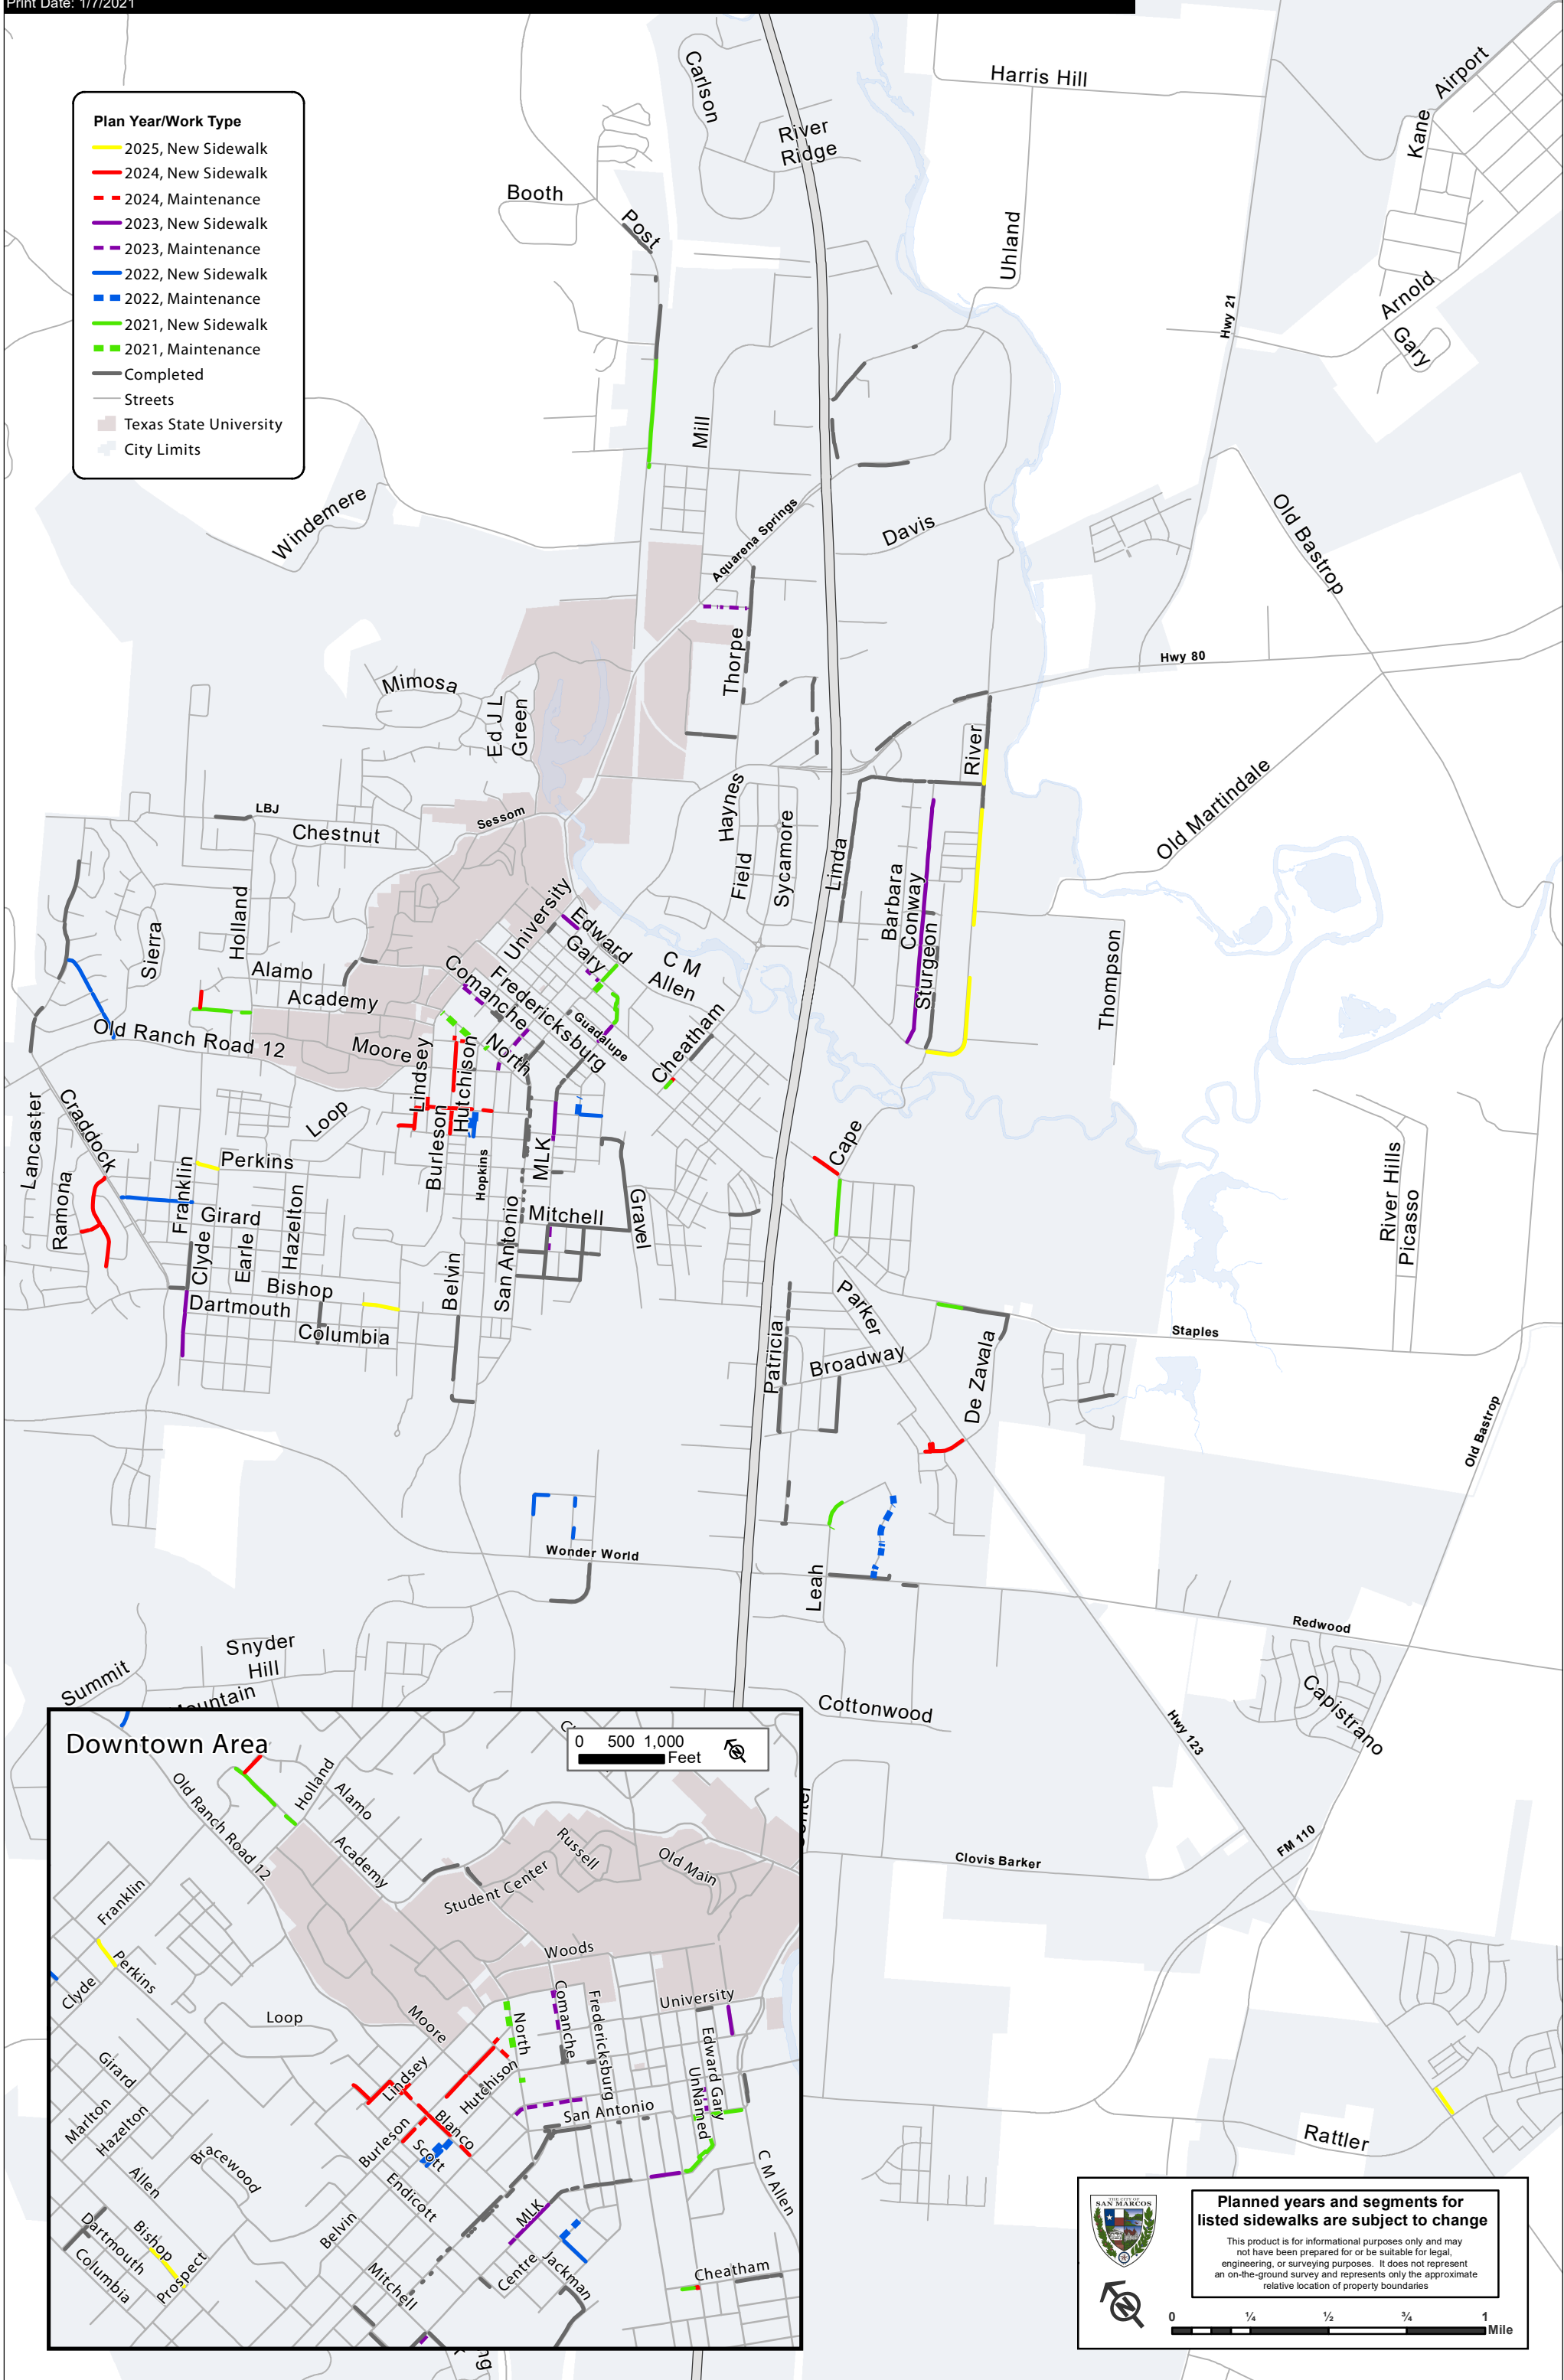 Print Date: 1/7/2021
Plan Year/Work Type
2025, New Sidewalk
2024, New Sidewalk
2024, Maintenance
2023, New Sidewalk
2023, Maintenance
2022, New Sidewalk
2022, Maintenance
2021, New Sidewalk
2021, Maintenance
Completed
Streets
Texas State University
City Limits
Carlson
River
Ridge
Harris Hill
Airport
Kane
Booth
Post
Uhland
Hwy 21
Arnold
Gary
Mill
Windemere
Aquarena Springs
Davis
Old Bastrop
Thorpe
Hwy 80
Mimosa
Ed J L
Green
River
Old Martindale
LBJ
Chestnut
Sessom
Haynes
Field
Sycamore
Linda
Barbara
Conway
Sturgeon
Thompson
Sierra
Holland
University
Edward
Gary
C M
Allen
Alamo
Academy
Comanche
Fredericksburg
Guadalupe
Cheatham
Old Ranch Road 12
Moore
Lindsey
Hutchison
North
Lancaster
Craddock
Loop
Burleson
Hopkins
MLK
Cape
Perkins
Ramona
Franklin
Girard
Clyde
Earle
Hazelton
Mitchell
Gravel
River Hills
Picasso
Bishop
Dartmouth
Columbia
Belvin
San Antonio
Parker
Patricia
Broadway
De Zavala
Staples
Old Bastrop
Wonder World
Leah
Redwood
Snyder
Hill
Summit
Cottonwood
Capistrano
Hwy 123
Clovis Barker
FM 110
Rattler
Downtown Area
0 500 1,000
Feet
N
Old Ranch Road 12
Holland
Alamo
Academy
Russell
Student Center
Old Main
Franklin
Perkins
Clyde
Loop
Woods
Moore
North
Comanche
Fredericksburg
University
Edward Gary
UnNamed
Girard
Lindsey
Hutchison
Marlton
Hazelton
Blanco
San Antonio
Burleson
Scott
Bracewood
Allen
Endicott
C M Allen
MLK
Belvin
Bishop
Dartmouth
Columbia
Prospect
Mitchell
Centre
Jackman
Cheatham
THE CITY OF
SAN MARCOS
Planned years and segments for
listed sidewalks are subject to change
This product is for informational purposes only and may
not have been prepared for or be suitable for legal,
engineering, or surveying purposes. It does not represent
an on-the-ground survey and represents only the approximate
relative location of property boundaries
N
0 ¼ ½ ¾ 1
Mile